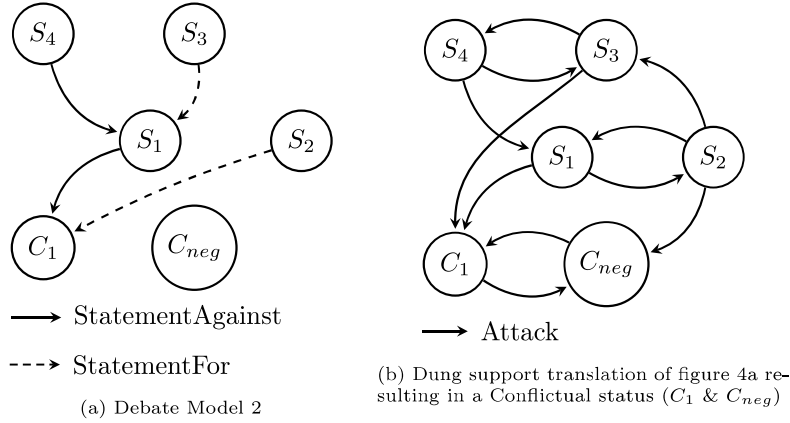 S4
S3
S1
S2
C1
Cneg
StatementAgainst
StatementFor
(a) Debate Model 2
S4
S3
S1
S2
C1
Cneg
Attack
(b) Dung support translation of figure 4a re-
sulting in a Conflictual status (C1 & Cneg)